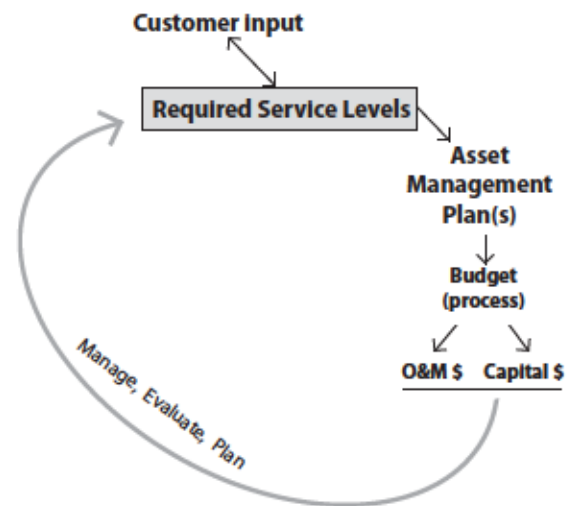 Customer input
Required Service Levels
Asset
Management
Plan(s)
Budget
(process)
O&M $ Capital $
Manage, Evaluate, Plan